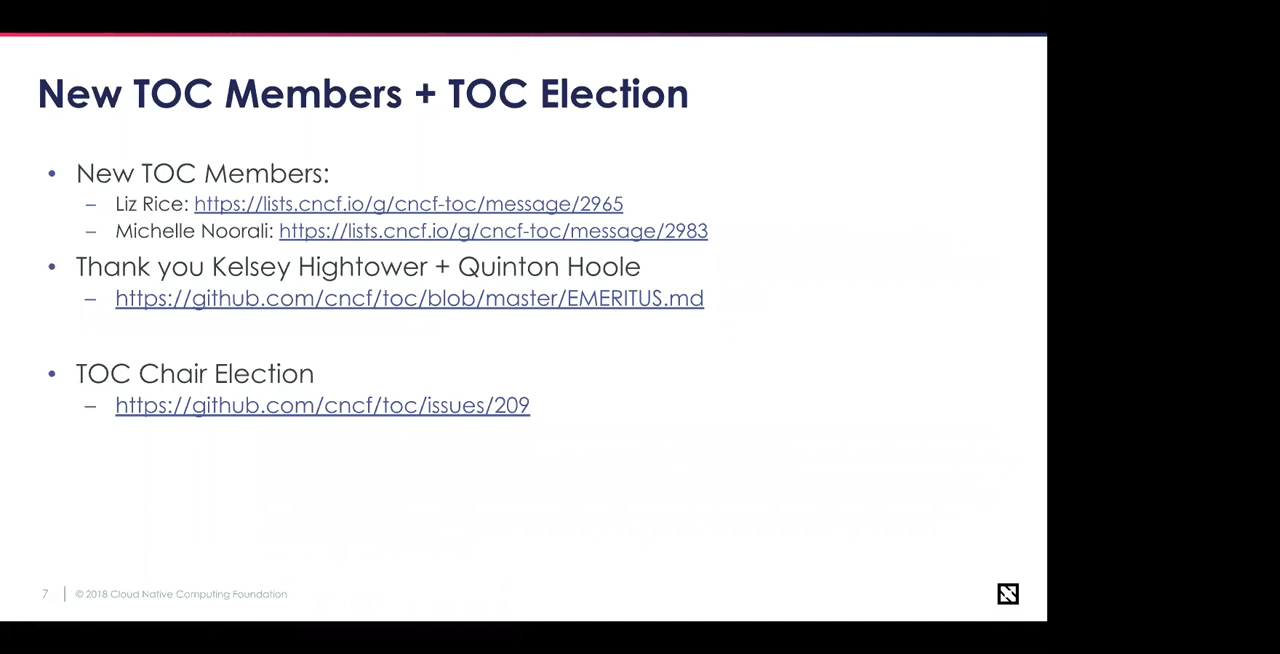 New TOC Members + TOC Election
• New TOC Members:
– Liz Rice: https://lists.cncf.io/g/cncf-toc/message/2965
– Michelle Noorali: https://lists.cncf.io/g/cncf-toc/message/2983
• Thank you Kelsey Hightower + Quinton Hoole
– https://github.com/cncf/toc/blob/master/EMERITUS.md
• TOC Chair Election
– https://github.com/cncf/toc/issues/209
7 | © 2018 Cloud Native Computing Foundation